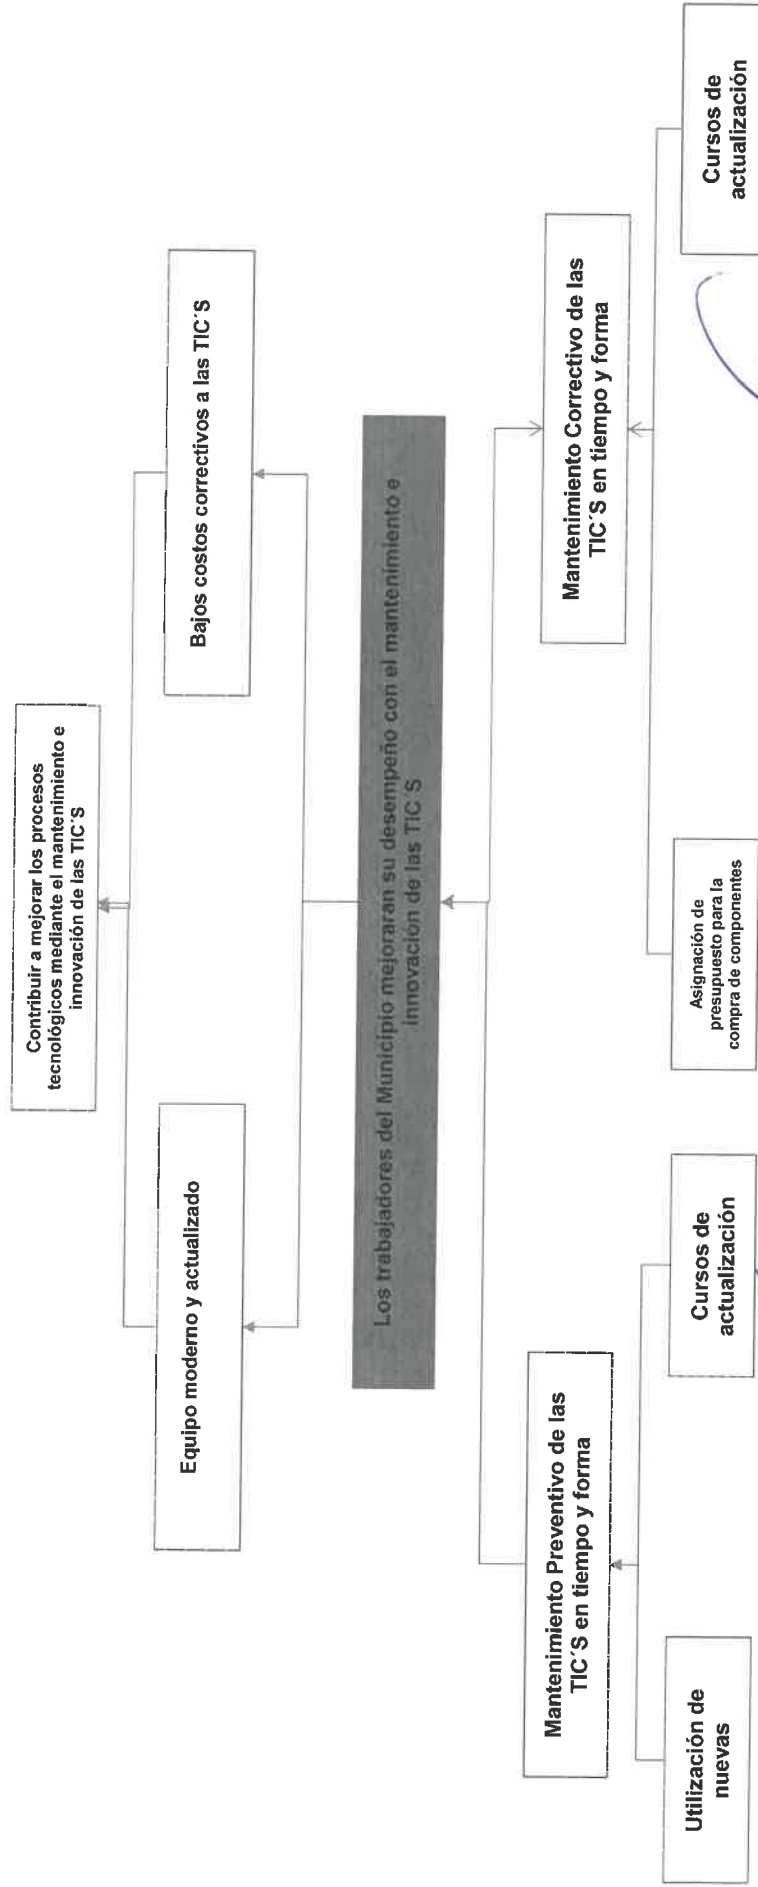 Contribuir a mejorar los procesos
tecnológicos mediante el mantenimiento e
innovación de las TIC´S
Equipo moderno y actualizado
Bajos costos correctivos a las TIC´S
Los trabajadores del Municipio mejoraran su desempeño con el mantenimiento e
innovación de las TIC´S
Mantenimiento Preventivo de las
TIC´S en tiempo y forma
Mantenimiento Correctivo de las
TIC´S en tiempo y forma
Utilización de
nuevas
Cursos de
actualización
Asignación de
presupuesto para la
compra de componentes
Cursos de
actualización